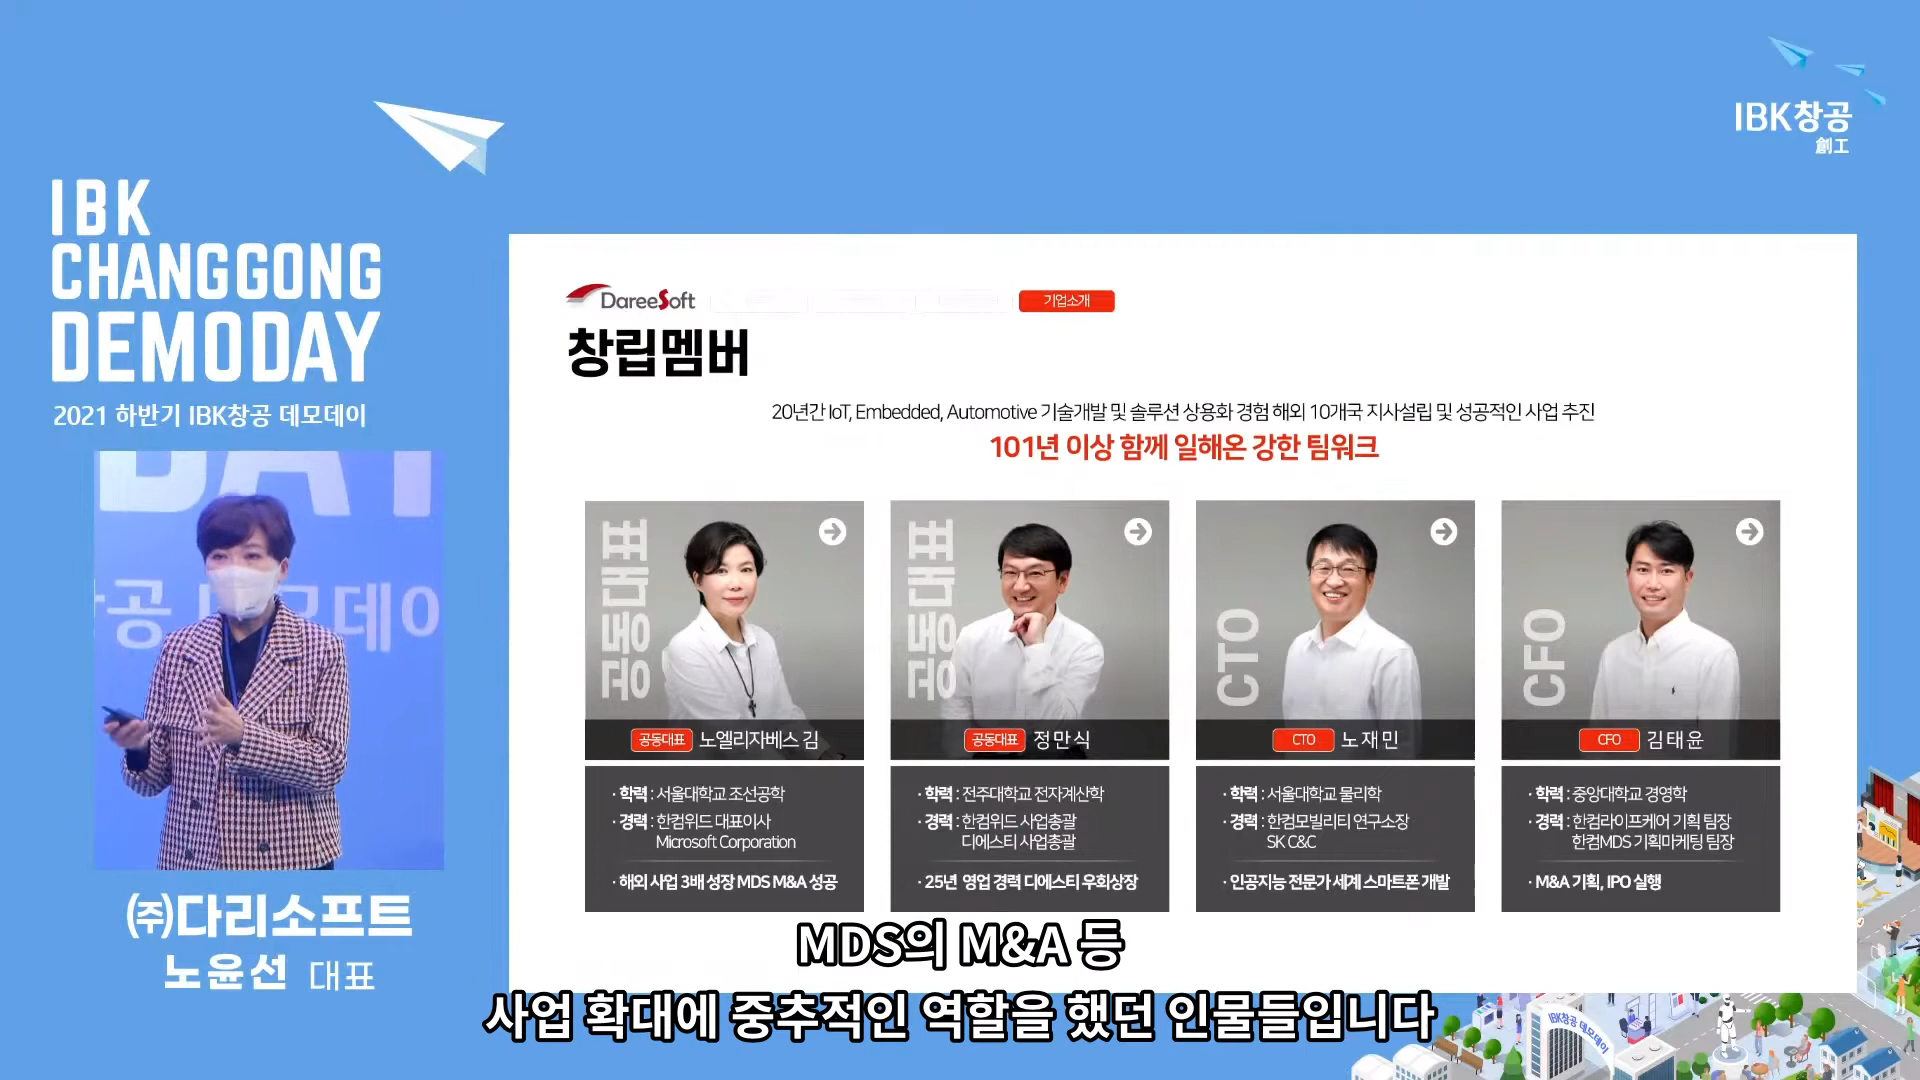 IBK창공
創工
IBK
CHANGGONG
DEMODAY
2021 하반기 IBK창공 데모데이
DAY
창공 데모데이
㈜다리소프트
노윤선 대표
DareeSoft
기업소개
창립멤버
20년간 IoT, Embedded, Automotive 기술개발 및 솔루션 상용화 경험 해외 10개국 지사설립 및 성공적인 사업 추진
101년 이상 함께 일해온 강한 팀워크
공동대표
공동대표 노엘리자베스 김
· 학력 : 서울대학교 조선공학
· 경력 : 한컴위드 대표이사
Microsoft Corporation
· 해외 사업 3배 성장 MDS M&A 성공
공동대표
공동대표 정만식
· 학력 : 전주대학교 전자계산학
· 경력 : 한컴위드 사업총괄
디에스티 사업총괄
· 25년 영업 경력 디에스티 우회상장
CTO
CTO 노재민
· 학력 : 서울대학교 물리학
· 경력 : 한컴모빌리티 연구소장
SK C&C
· 인공지능 전문가 세계 스마트폰 개발
CFO
CFO 김태윤
· 학력 : 중앙대학교 경영학
· 경력 : 한컴라이프케어 기획 팀장
한컴MDS 기획마케팅 팀장
· M&A 기획, IPO 실행
MDS의 M&A 등
사업 확대에 중추적인 역할을 했던 인물들입니다
IBK창공 데모데이